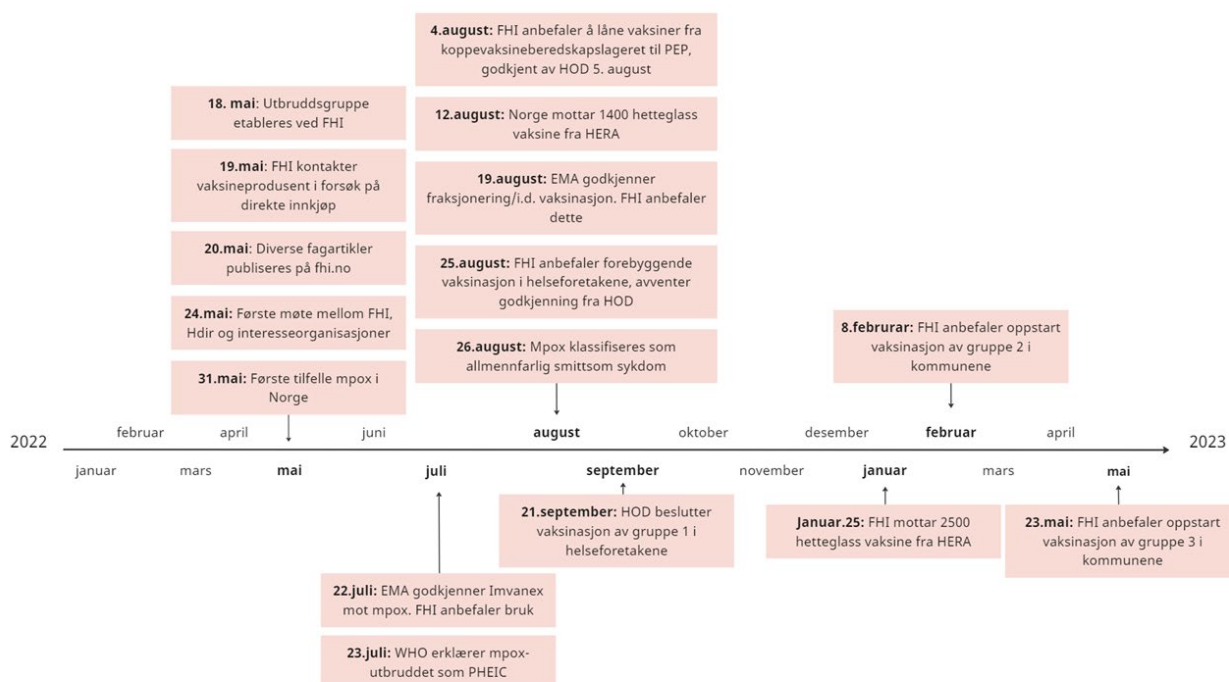 18. mai: Utbruddsgruppe
etableres ved FHI
19.mai: FHI kontakter
vaksineprodusent i forsøk på
direkte innkjøp
20.mai: Diverse fagartikler
publiseres på fhi.no
24.mai: Første møte mellom FHI,
Hdir og interesseorganisasjoner
31.mai: Første tilfelle mpox i
Norge
4.august: FHI anbefaler å låne vaksiner fra
koppevaksineberedskapslageret til PEP,
godkjent av HOD 5. august
12.august: Norge mottar 1400 hetteglass
vaksine fra HERA
19.august: EMA godkjenner
fraksjonering/i.d. vaksinasjon. FHI anbefaler
dette
25.august: FHI anbefaler forebyggende
vaksinasjon i helseforetakene, avventer
godkjenning fra HOD
26.august: Mpox klassifiseres som
allmennfarlig smittsom sykdom
8.februrar: FHI anbefaler oppstart
vaksinasjon av gruppe 2 i
kommunene
februar april juni august oktober desember februar april
2022 2023
januar mars mai juli september november januar mars mai
21.september: HOD beslutter
vaksinasjon av gruppe 1 i
helseforetakene
Januar.25: FHI mottar 2500
hetteglass vaksine fra HERA
23.mai: FHI anbefaler oppstart
vaksinasjon av gruppe 3 i
kommunene
22.juli: EMA godkjenner Imvanex
mot mpox. FHI anbefaler bruk
23.juli: WHO erklærer mpox-
utbruddet som PHEIC